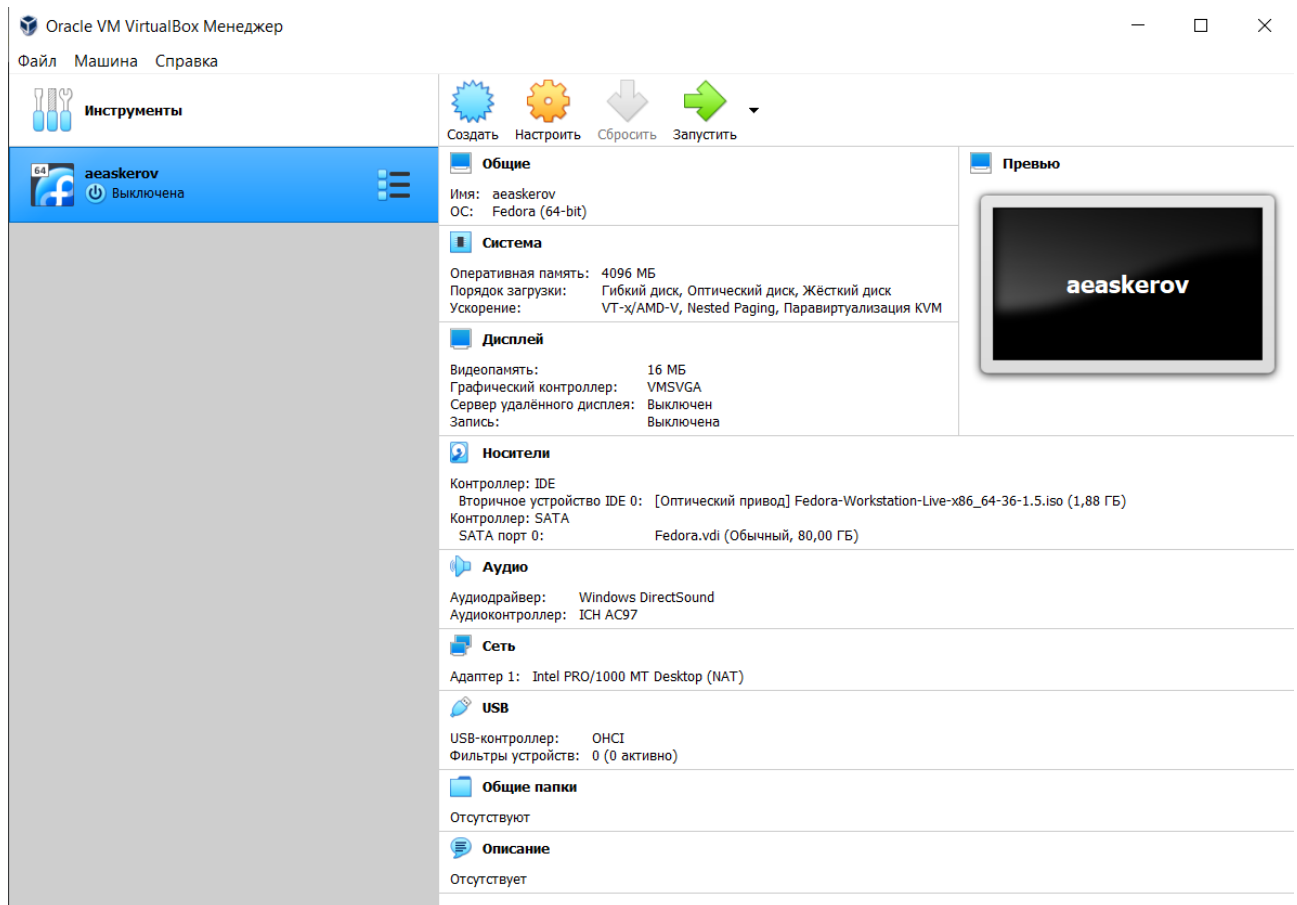 Oracle VM VirtualBox Менеджер
Файл Машина Справка
Инструменты
Создать Настроить Сбросить Запустить
64
aeaskerov
Выключена
Общие
Имя: aeaskerov
ОС: Fedora (64-bit)
Превью
aeaskerov
Система
Оперативная память: 4096 МБ
Порядок загрузки: Гибкий диск, Оптический диск, Жёсткий диск
Ускорение: VT-x/AMD-V, Nested Paging, Паравиртуализация KVM
Дисплей
Видеопамять: 16 МБ
Графический контроллер: VMSVGA
Сервер удалённого дисплея: Выключен
Запись: Выключена
Носители
Контроллер: IDE
Вторичное устройство IDE 0: [Оптический привод] Fedora-Workstation-Live-x86_64-36-1.5.iso (1,88 ГБ)
Контроллер: SATA
SATA порт 0: Fedora.vdi (Обычный, 80,00 ГБ)
Аудио
Аудиодрайвер: Windows DirectSound
Аудиоконтроллер: ICH AC97
Сеть
Адаптер 1: Intel PRO/1000 MT Desktop (NAT)
USB
USB-контроллер: OHCI
Фильтры устройств: 0 (0 активно)
Общие папки
Отсутствуют
Описание
Отсутствует